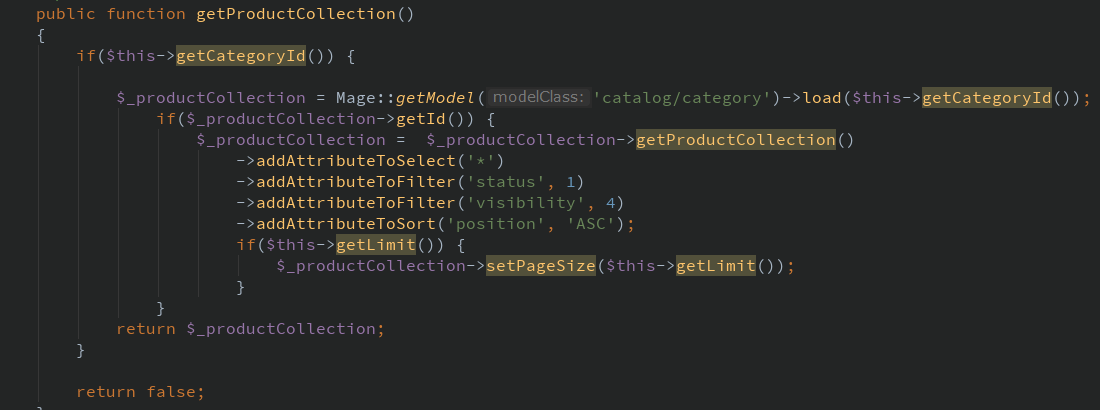 public function getProductCollection()
{
if($this->getCategoryId()) {
$_productCollection = Mage::getModel( modelClass: 'catalog/category')->load($this->getCategoryId());
if($_productCollection->getId()) {
$_productCollection =  $_productCollection->getProductCollection()
->addAttributeToSelect('*')
->addAttributeToFilter('status', 1)
->addAttributeToFilter('visibility', 4)
->addAttributeToSort('position', 'ASC');
if($this->getLimit()) {
$_productCollection->setPageSize($this->getLimit());
}
}
return $_productCollection;
}
return false;